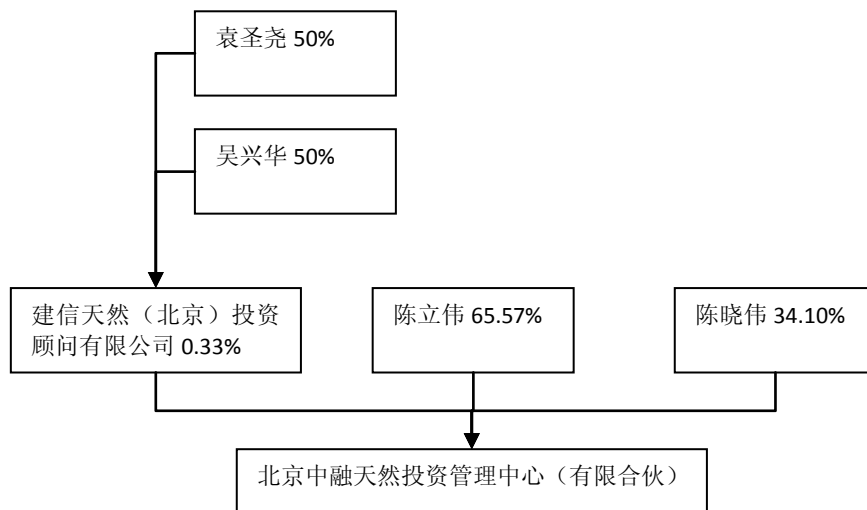 袁圣尧 50%
吴兴华 50%
建信天然（北京）投资
顾问有限公司 0.33%
陈立伟 65.57%
陈晓伟 34.10%
北京中融天然投资管理中心（有限合伙）